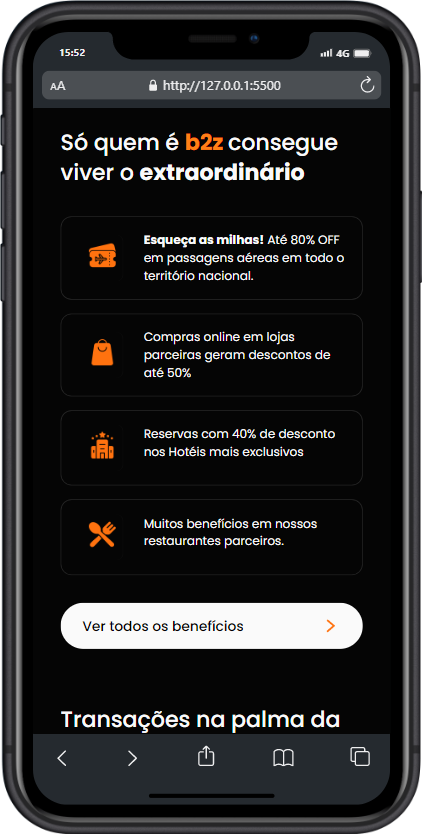 15:52
4G
AA
http://127.0.0.1:5500
Só quem é b2z consegue
viver o extraordinário
Esqueça as milhas! Até 80% OFF
em passagens aéreas em todo o
território nacional.
Compras online em lojas
parceiras geram descontos de
até 50%
Reservas com 40% de desconto
nos Hotéis mais exclusivos
Muitos benefícios em nossos
restaurantes parceiros.
Ver todos os benefícios
Transações na palma da